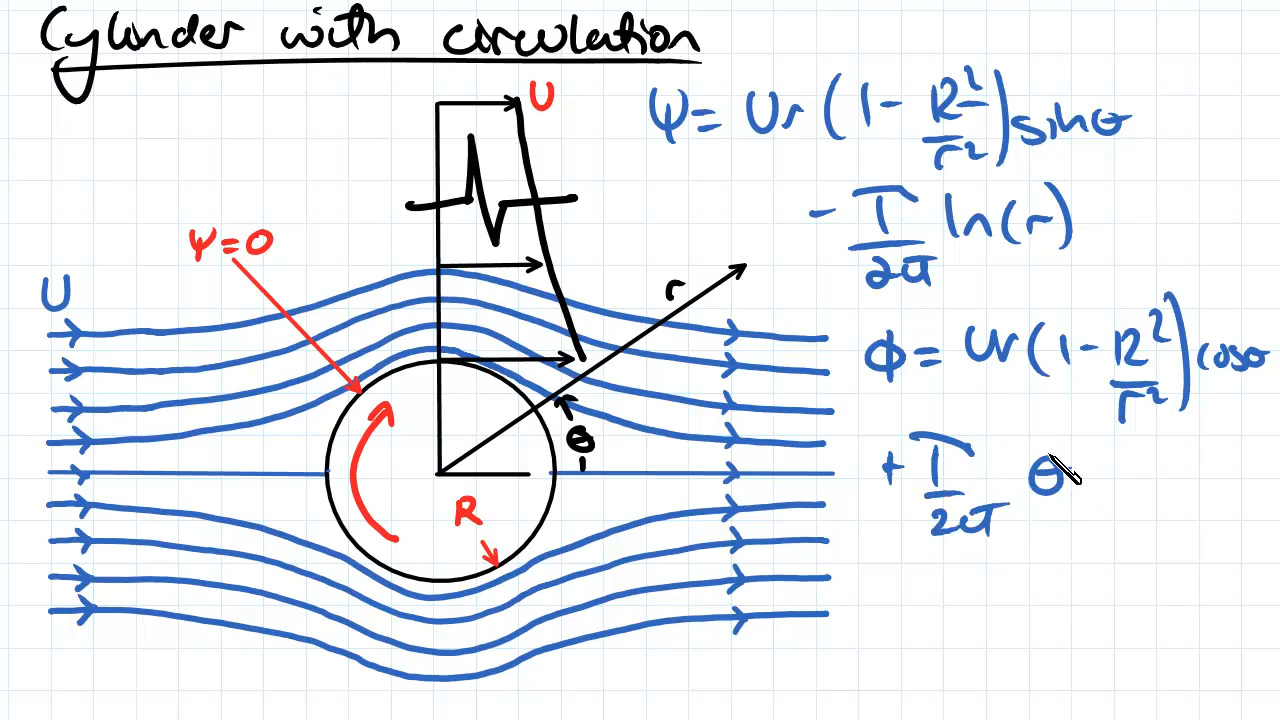 Cylinder with circulation
U
ψ = Ur(1 - R²/r²) sinθ
- Γ/2π ln(r)
ψ = 0
U
r
ϕ = Ur(1 - R²/r²) cosθ
θ
+ Γ/2π θ
R